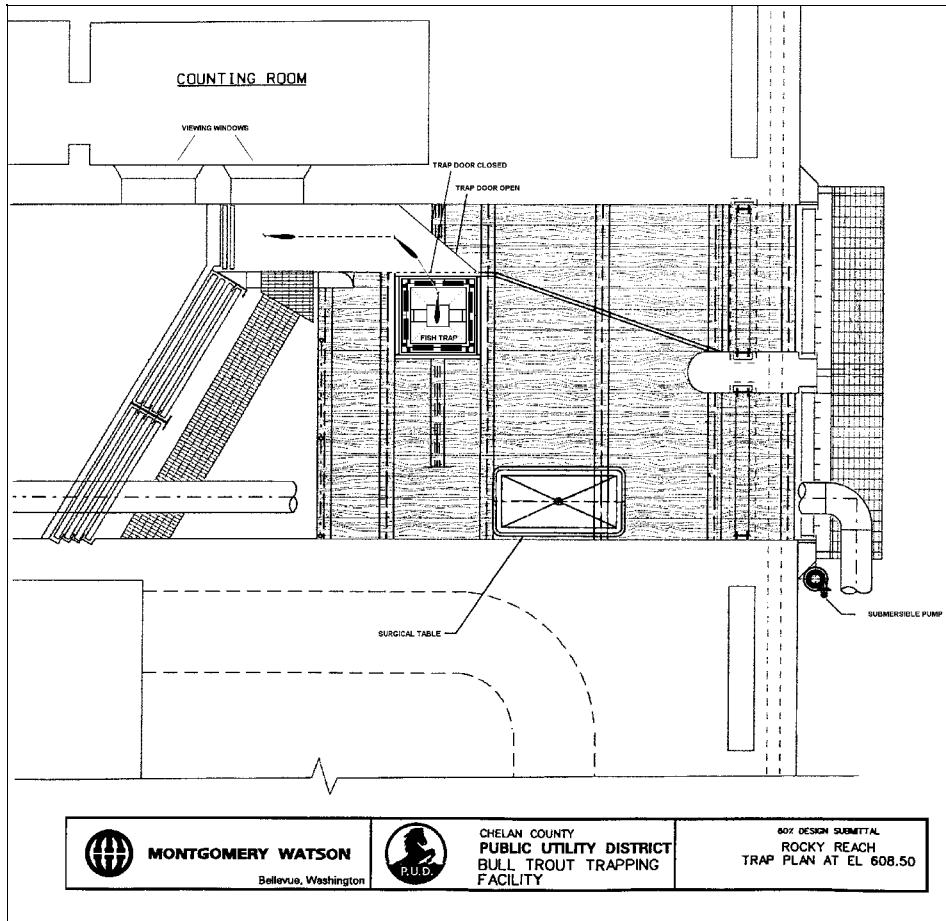 COUNTING ROOM
VIEWING WINDOWS
TRAP DOOR CLOSED
TRAP DOOR OPEN
FISH TRAP
SURGICAL TABLE
SUBMERSIBLE PUMP
MONTGOMERY WATSON
Bellevue, Washington
P.U.D.
CHELAN COUNTY
PUBLIC UTILITY DISTRICT
BULL TROUT TRAPPING
FACILITY
60% DESIGN SUBMITTAL
ROCKY REACH
TRAP PLAN AT EL 608.50